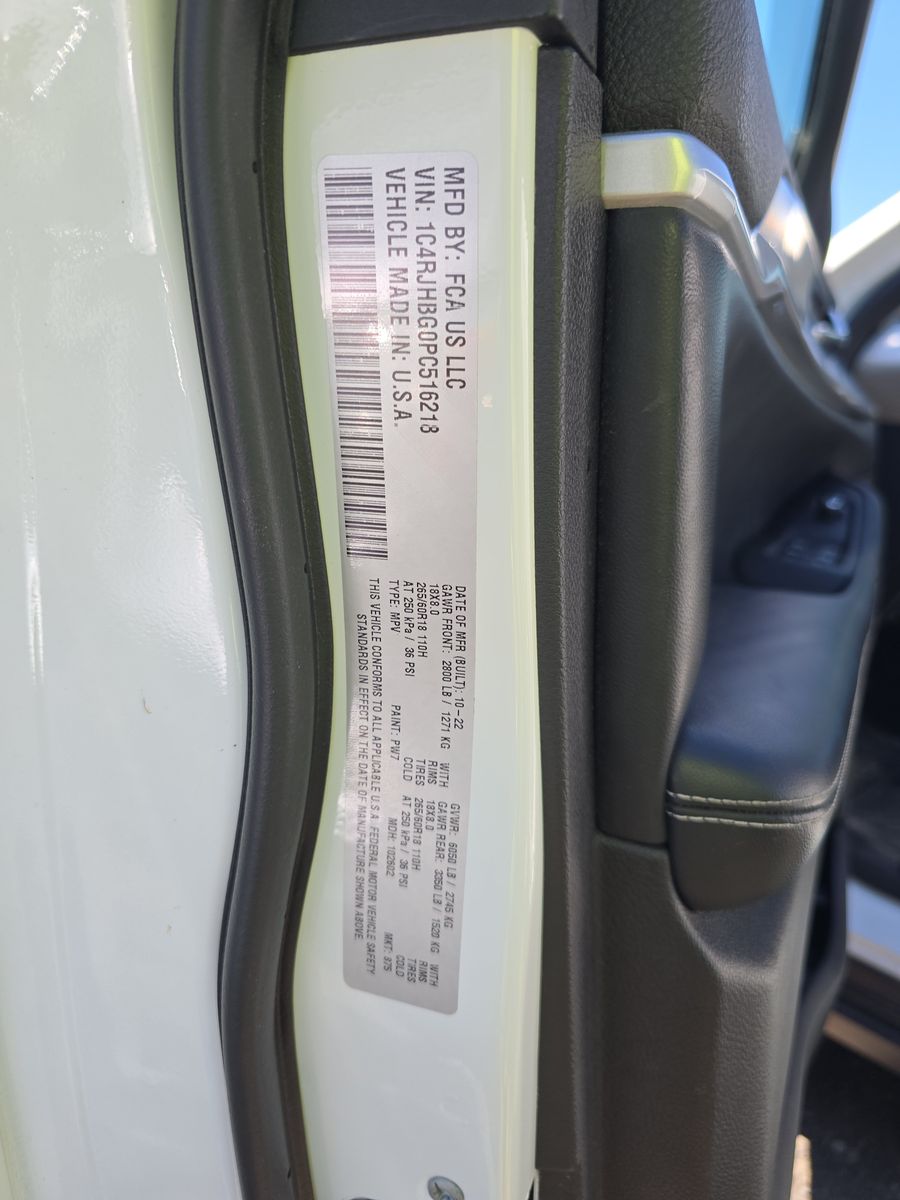 MFD BY: FCA US LLC
VIN: 1C4RJHBG0PC516218
VEHICLE MADE IN: U.S.A.
DATE OF MFR (BUILT): 10-22 GVWR: 6050 LB / 2745 KG
GAWR FRONT: 2800 LB / 1271 KG WITH GAWR REAR: 3350 LB / 1520 KG WITH
18X8.0 RIMS 18X8.0 RIMS
265/60R18 110H TIRES 265/60R18 110H TIRES
AT 250 kPa / 36 PSI COLD AT 250 kPa / 36 PSI COLD
TYPE: MPV PAINT: PW7 MDH: 102602 MKT: 975
THIS VEHICLE CONFORMS TO ALL APPLICABLE U.S.A. FEDERAL MOTOR VEHICLE SAFETY
STANDARDS IN EFFECT ON THE DATE OF MANUFACTURE SHOWN ABOVE.